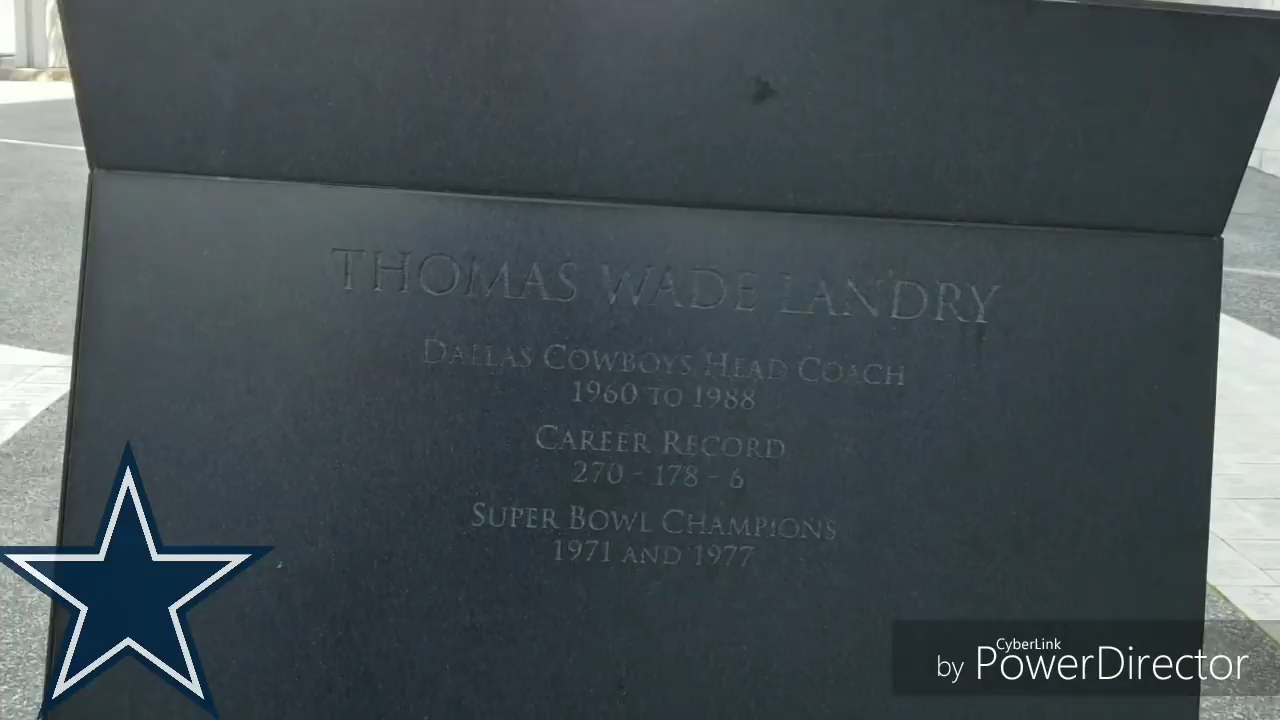 THOMAS WADE LANDRY
DALLAS COWBOYS HEAD COACH
1960 TO 1988
CAREER RECORD
270 - 178 - 6
SUPER BOWL CHAMPIONS
1971 AND 1977
CyberLink
by PowerDirector